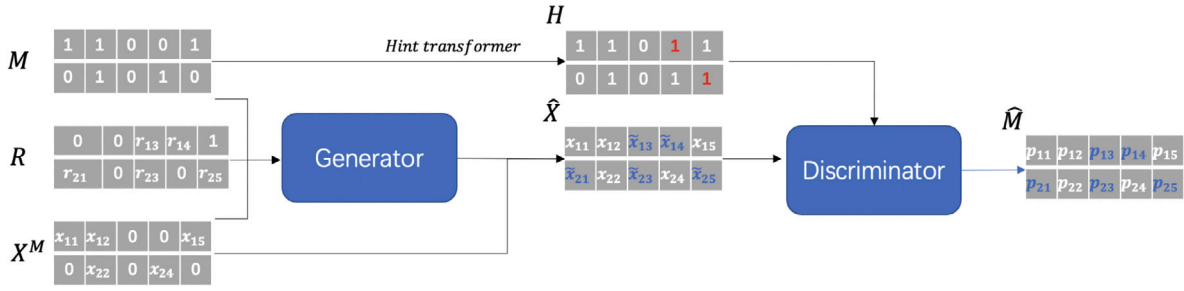 H
M
1 1 0 0 1
0 1 0 1 0
Hint transformer
1 1 0 1 1
0 1 0 1 1
R
0 0 r₁₃ r₁₄ 1
r₂₁ 0 r₂₃ 0 r₂₅
Generator
X̂
x₁₁ x₁₂ x̃₁₃ x̃₁₄ x₁₅
x̃₂₁ x₂₂ x̃₂₃ x₂₄ x̃₂₅
Discriminator
M̂
p₁₁ p₁₂ p₁₃ p₁₄ p₁₅
p₂₁ p₂₂ p₂₃ p₂₄ p₂₅
Xᴹ
x₁₁ x₁₂ 0 0 x₁₅
0 x₂₂ 0 x₂₄ 0